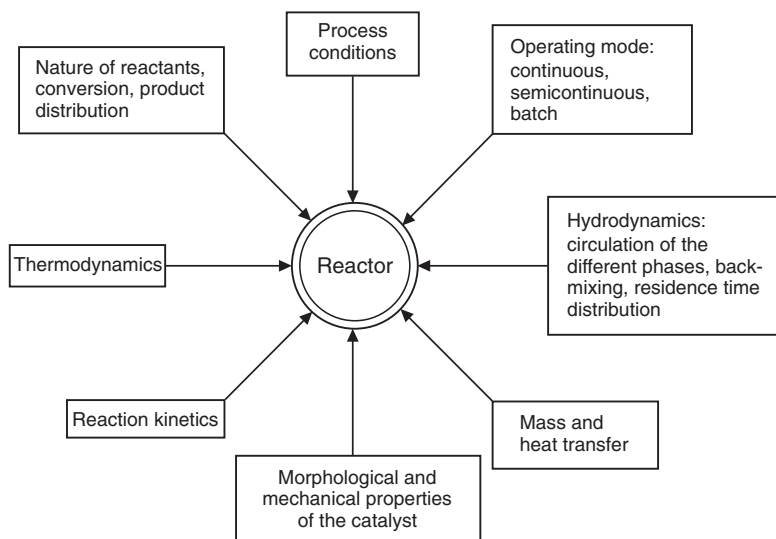 Process
conditions
Operating mode:
continuous,
semicontinuous,
batch
Nature of reactants,
conversion, product
distribution
Hydrodynamics:
circulation of the
different phases, back-
mixing, residence time
distribution
Thermodynamics
Reactor
Reaction kinetics
Mass and
heat transfer
Morphological and
mechanical properties
of the catalyst